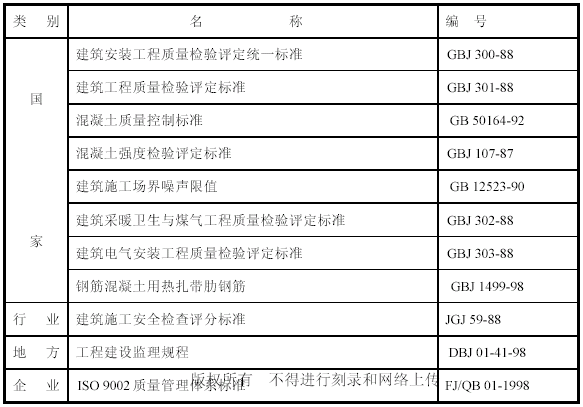 类 别 名 称 编 号
国 家
建筑安装工程质量检验评定统一标准 GBJ 300-88
建筑工程质量检验评定标准 GBJ 301-88
混凝土质量控制标准 GB 50164-92
混凝土强度检验评定标准 GBJ 107-87
建筑施工场界噪声限值 GB 12523-90
建筑采暖卫生与煤气工程质量检验评定标准 GBJ 302-88
建筑电气安装工程质量检验评定标准 GBJ 303-88
钢筋混凝土用热扎带肋钢筋 GBJ 1499-98
行 业 建筑施工安全检查评分标准 JGJ 59-88
地 方 工程建设监理规程 DBJ 01-41-98
企 业 ISO 9002 质量管理体系标准 FJ/QB 01-1998
版权所有 不得进行刻录和网络上传